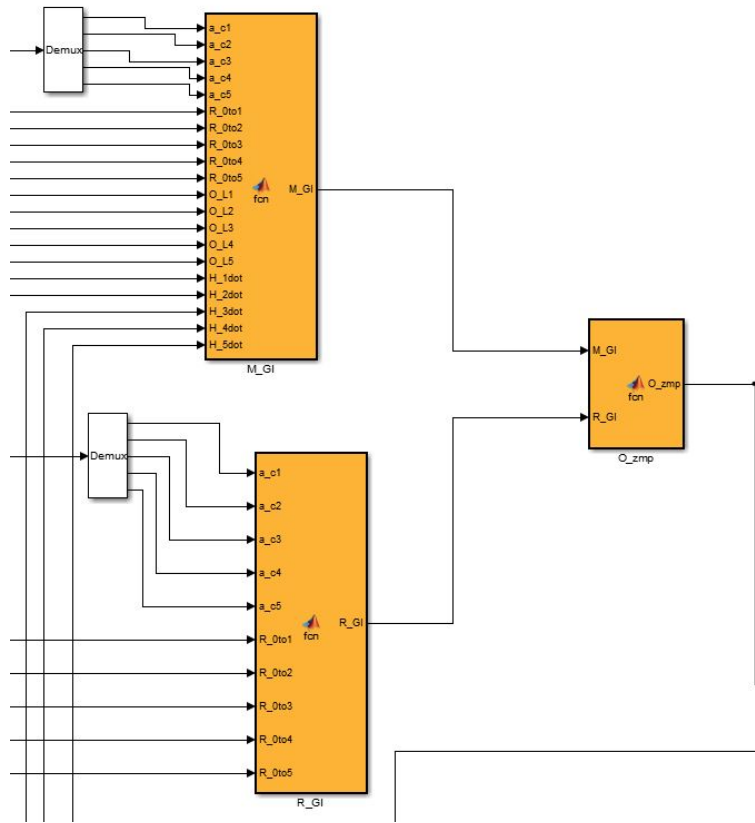 Demux
a_c1
a_c2
a_c3
a_c4
a_c5
R_0to1
R_0to2
R_0to3
R_0to4
R_0to5
O_L1
O_L2
O_L3
O_L4
O_L5
H_1dot
H_2dot
H_3dot
H_4dot
H_5dot
fcn
M_GI
M_GI
M_GI
R_GI
fcn
O_zmp
O_zmp
Demux
a_c1
a_c2
a_c3
a_c4
a_c5
R_0to1
R_0to2
R_0to3
R_0to4
R_0to5
fcn
R_GI
R_GI